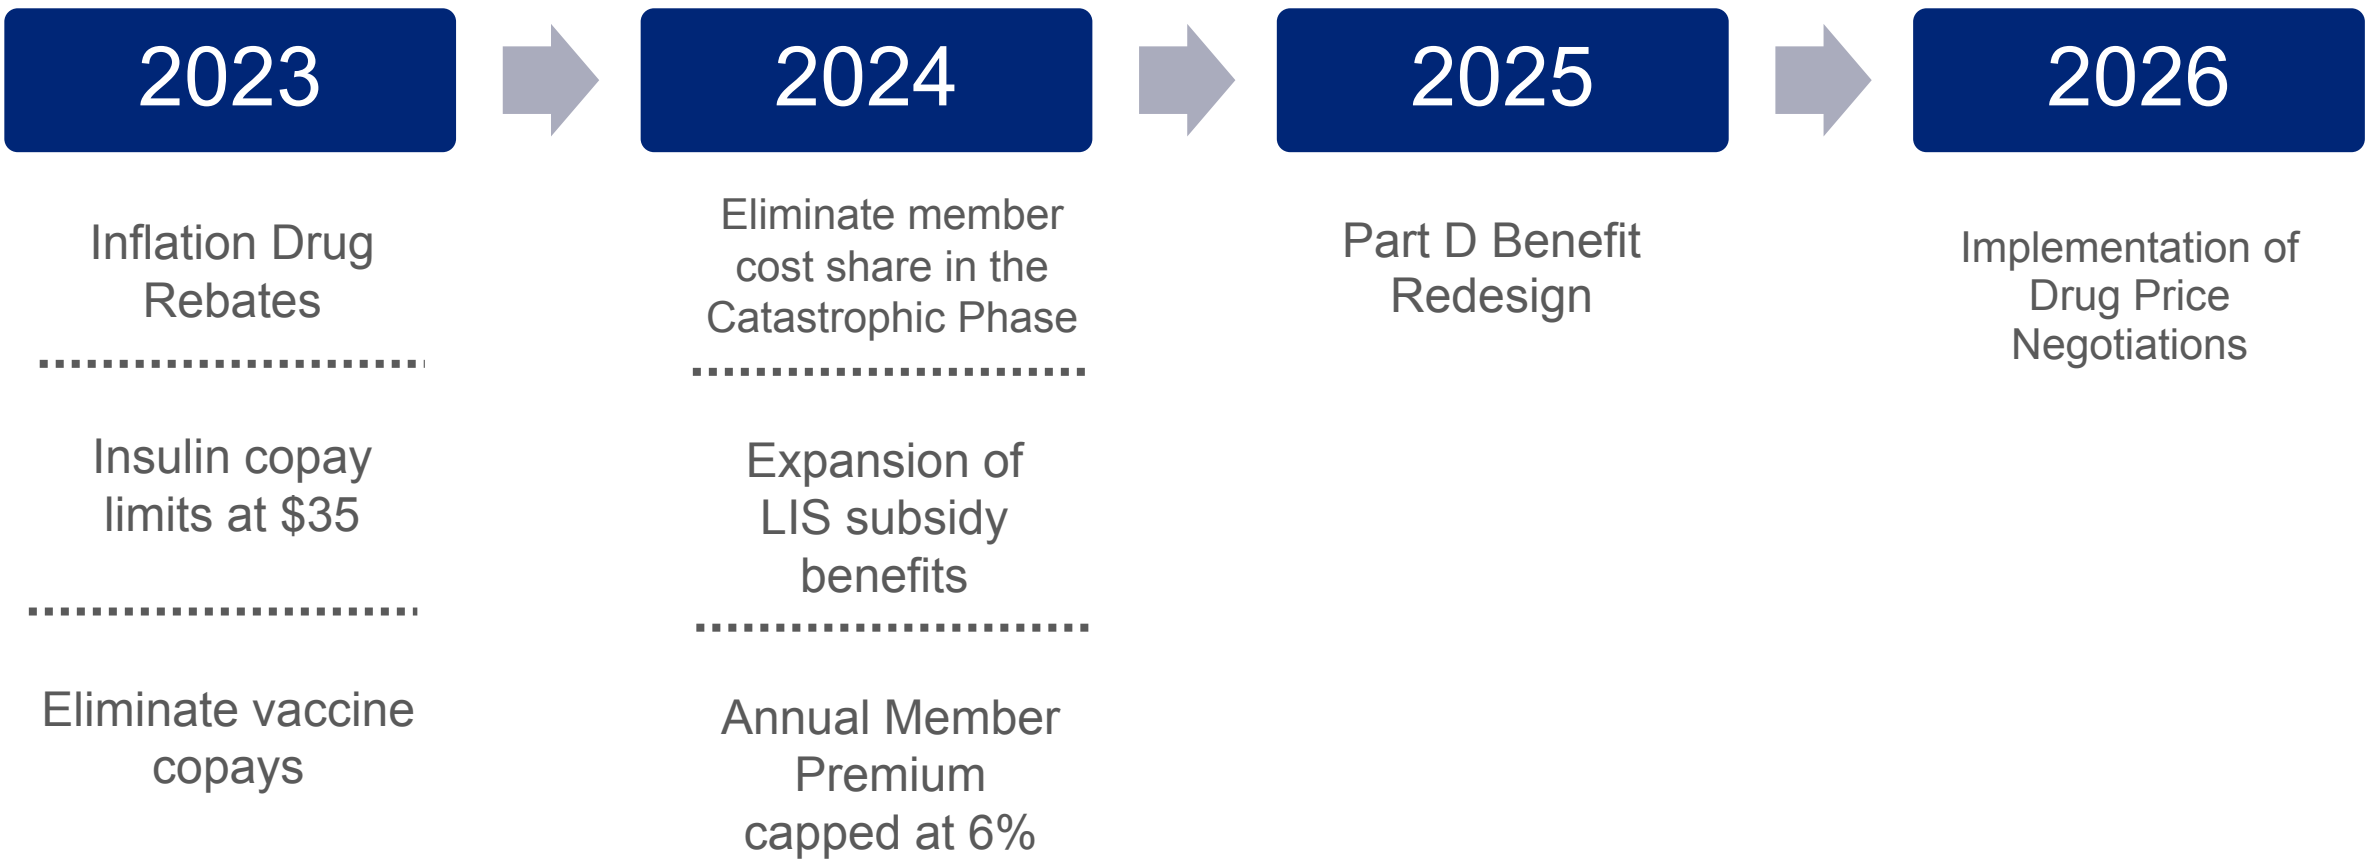 2023
Inflation Drug
Rebates
Insulin copay
limits at $35
Eliminate vaccine
copays
2024
Eliminate member
cost share in the
Catastrophic Phase
Expansion of
LIS subsidy
benefits
Annual Member
Premium
capped at 6%
2025
Part D Benefit
Redesign
2026
Implementation of
Drug Price
Negotiations